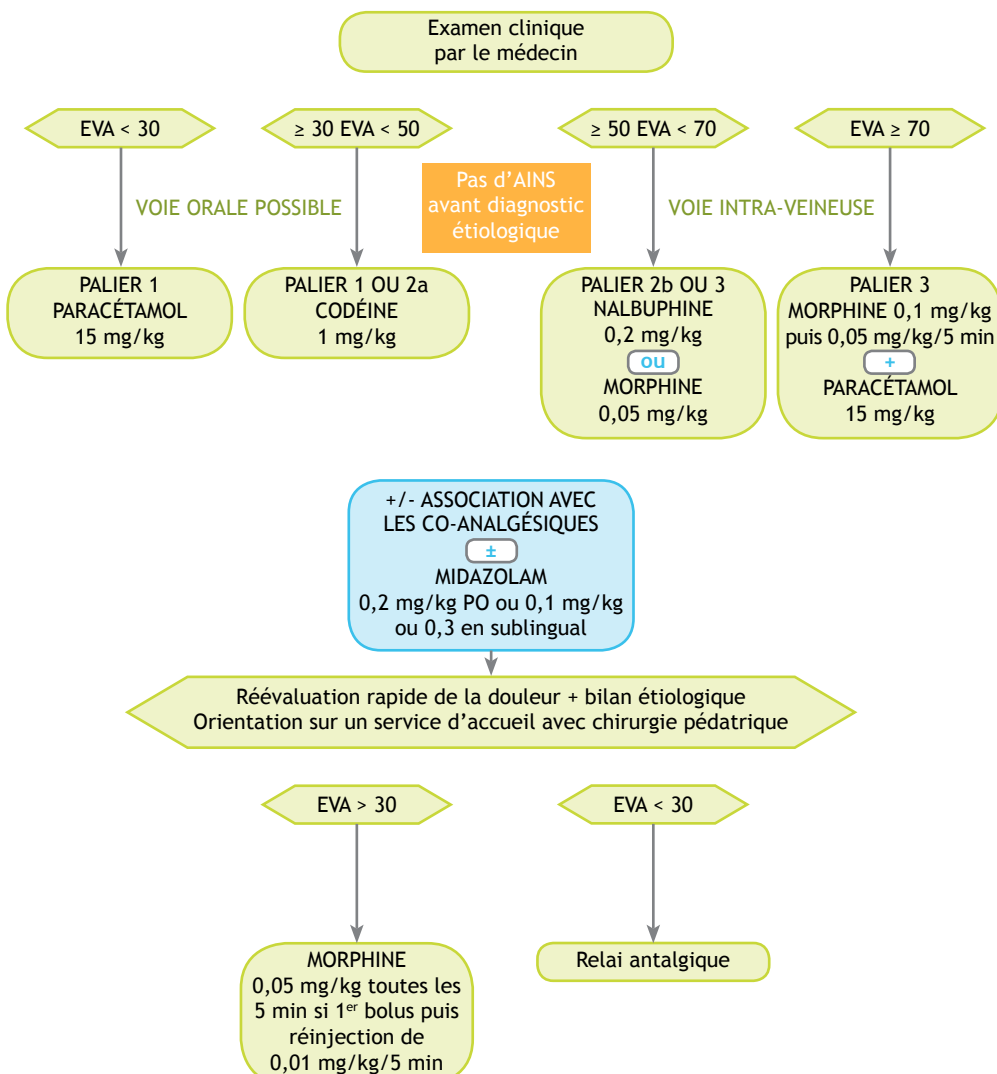 Examen clinique
par le médecin
EVA < 30
≥ 30 EVA < 50
≥ 50 EVA < 70
EVA ≥ 70
VOIE ORALE POSSIBLE
Pas d’AINS
avant diagnostic
étiologique
VOIE INTRA-VEINEUSE
PALIER 1
PARACÉTAMOL
15 mg/kg
PALIER 1 OU 2a
CODÉINE
1 mg/kg
PALIER 2b OU 3
NALBUPHINE
0,2 mg/kg
ou
MORPHINE
0,05 mg/kg
PALIER 3
MORPHINE 0,1 mg/kg
puis 0,05 mg/kg/5 min
+
PARACÉTAMOL
15 mg/kg
+/- ASSOCIATION AVEC
LES CO-ANALGÉSIQUES
±
MIDAZOLAM
0,2 mg/kg PO ou 0,1 mg/kg
ou 0,3 en sublingual
Réévaluation rapide de la douleur + bilan étiologique
Orientation sur un service d’accueil avec chirurgie pédatrique
EVA > 30
EVA < 30
MORPHINE
0,05 mg/kg toutes les
5 min si 1er bolus puis
réinjection de
0,01 mg/kg/5 min
Relai antalgique